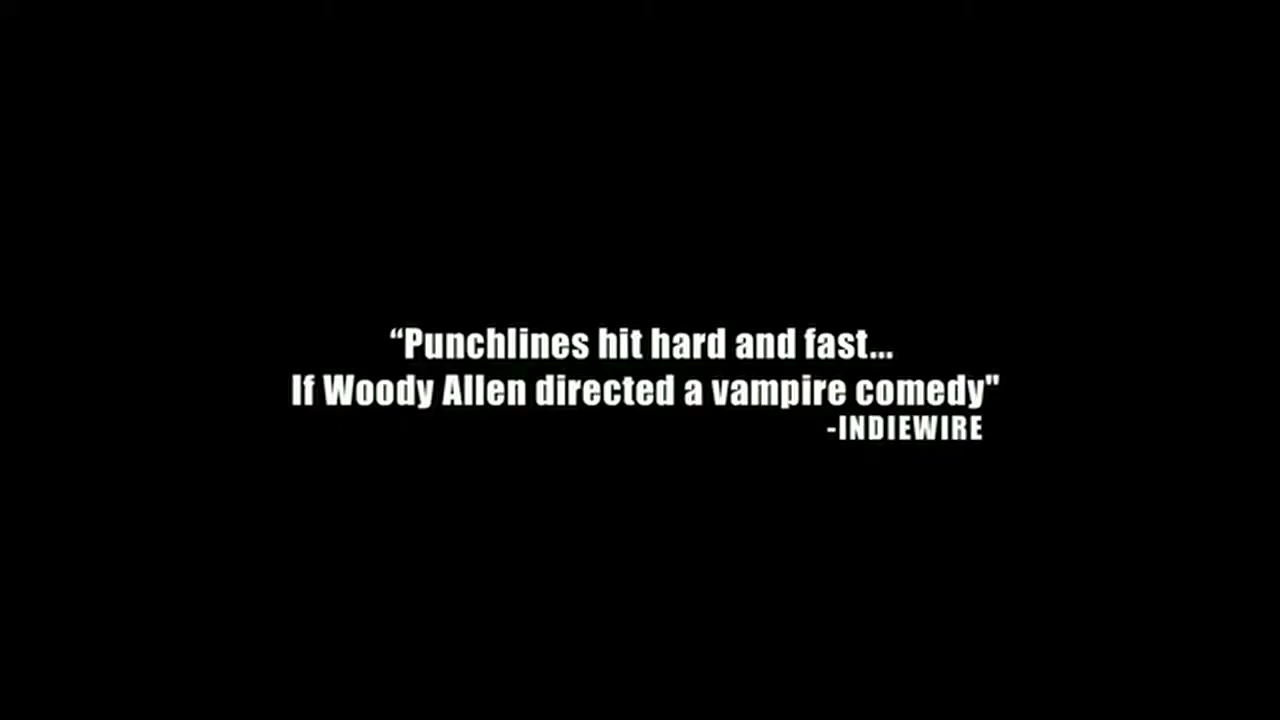 “Punchlines hit hard and fast...
If Woody Allen directed a vampire comedy"
-INDIEWIRE